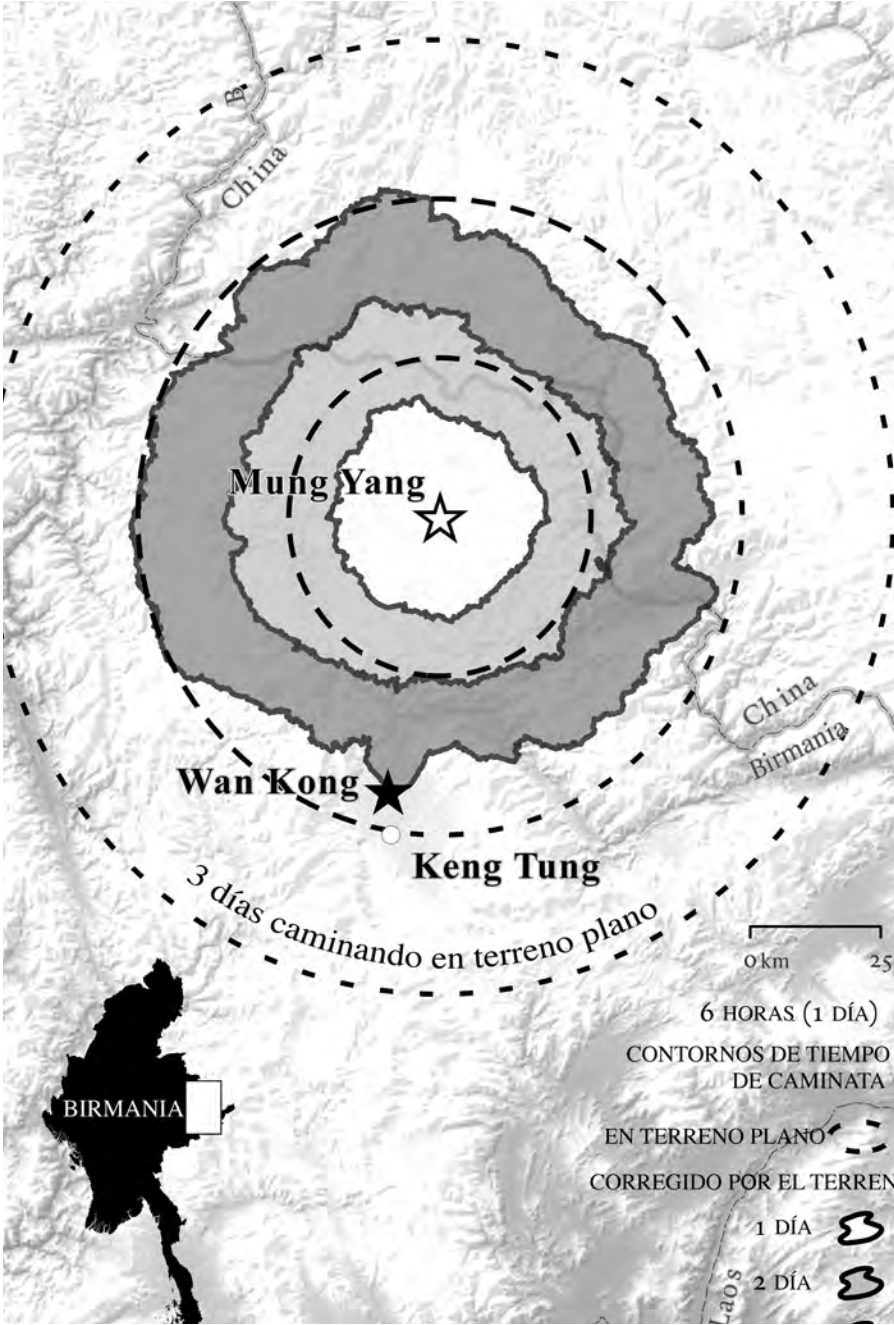 B
China
Mung Yang
China
Birmania
Wan Kong
Keng Tung
3 días caminando en terreno plano
0 km 25
6 HORAS (1 DÍA)
CONTORNOS DE TIEMPO
DE CAMINATA
BIRMANIA
EN TERRENO PLANO
CORREGIDO POR EL TERREN
1 DÍA
2 DÍA
Laos